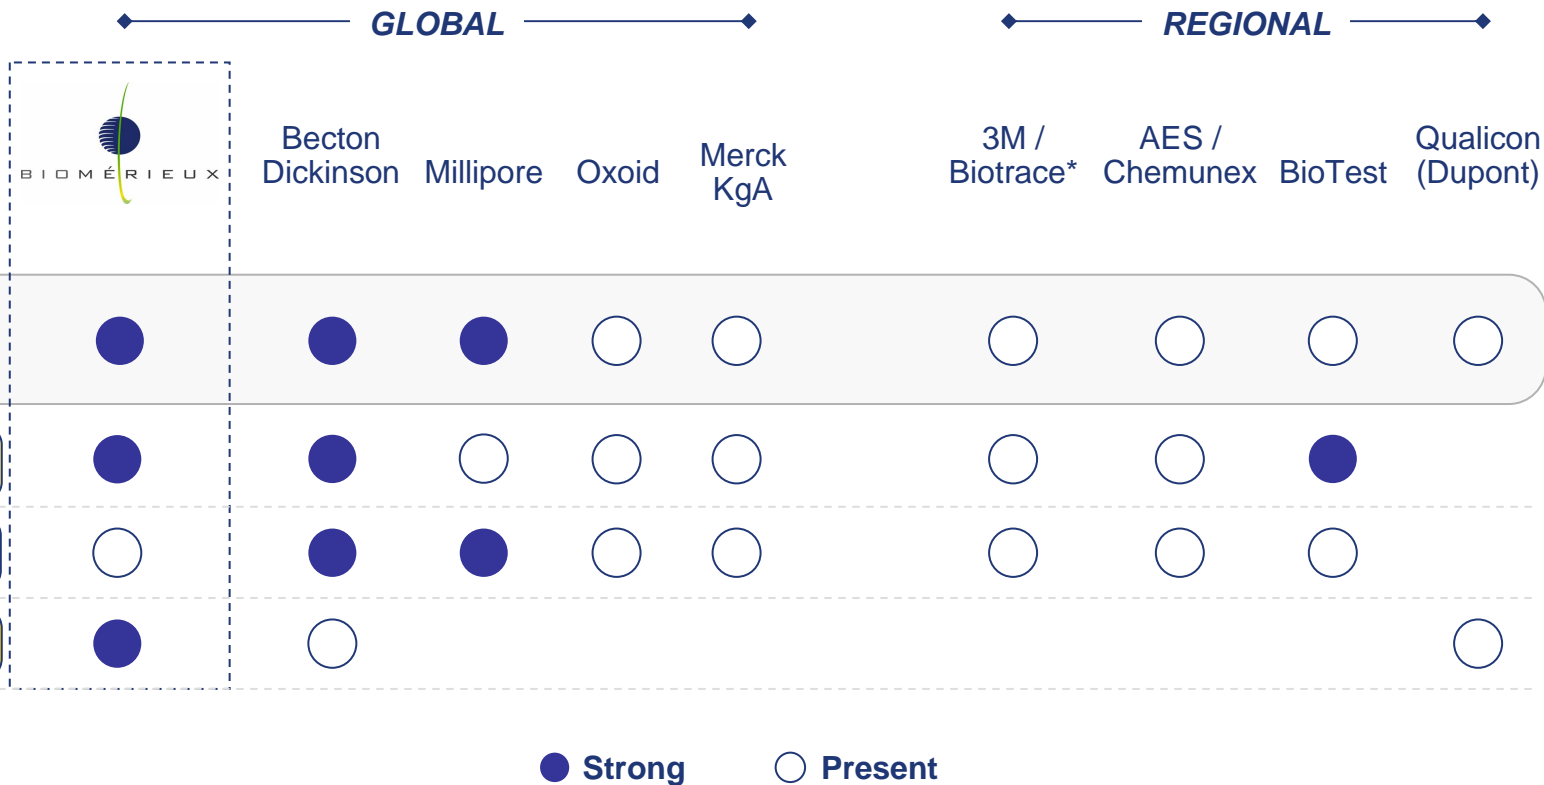 GLOBAL
REGIONAL
BIOMÉRIEUX
Becton
Dickinson
Millipore
Oxoid
Merck
KgA
3M /
Biotrace*
AES /
Chemunex
BioTest
Qualicon
(Dupont)
Strong
Present